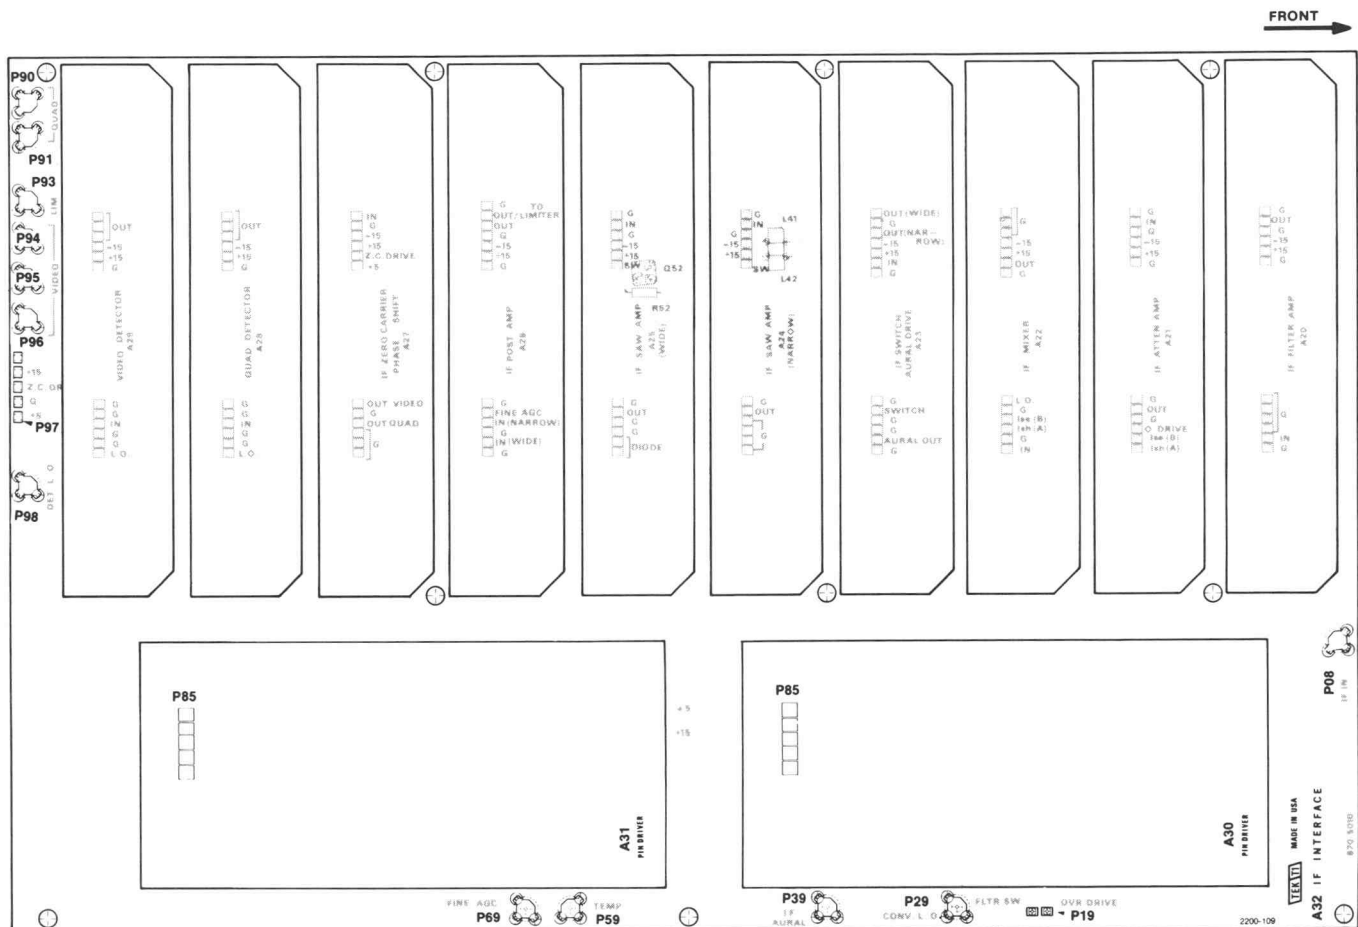 FRONT
P90
QUAD
P91
P93
LIM
P94
P95
VIDEO
P96
+15
Z.C. DR
G
+5
P97
DET L O
P98
OUT
-15
+15
G
VIDEO DETECTOR
A29
G
G
IN
G
G
L O.
OUT
-15
+15
G
QUAD DETECTOR
A28
G
G
IN
G
G
L O.
IN
G
-15
+15
Z.C. DRIVE
+5
IF ZERO CARRIER
PHASE SHIFT
A27
OUT VIDEO
G
OUT QUAD
G
G
TO
OUT/LIMITER
OUT
G
-15
-15
G
IF POST AMP
A26
G
FINE AGC
IN(NARROW)
G
IN(WIDE)
G
G
IN
G
-15
+15
SW
Q52
R52
IF SAW AMP
A25
(WIDE)
G
OUT
G
G
DIODE
G
IN
G
-15
+15
SW
L41
L42
IF SAW AMP
A24
(NARROW)
G
OUT
G
OUT(WIDE)
G
OUT(NAR-
ROW)
-15
+15
IN
G
IF SWITCH
AURAL DRIVE
A23
G
SWITCH
G
G
AURAL OUT
G
G
-15
+15
OUT
G
IF MIXER
A22
L O.
G
Ise (B)
Ish (A)
G
IN
G
IN
G
-15
+15
G
IF ATTEN AMP
A21
G
OUT
G
O DRIVE
Ise (B)
Ish (A)
G
OUT
G
-15
+15
G
IF FILTER AMP
A20
G
IN
G
P85
+5
+15
A31
PIN DRIVER
P85
A30
PIN DRIVER
P08
IF IN
TEK
MADE IN USA
A32 IF INTERFACE
670 5010
FINE AGC
P69
TEMP
P59
P39
IF
AURAL
P29
CONV. L O
FLTR SW
OVR DRIVE
P19
2200-109